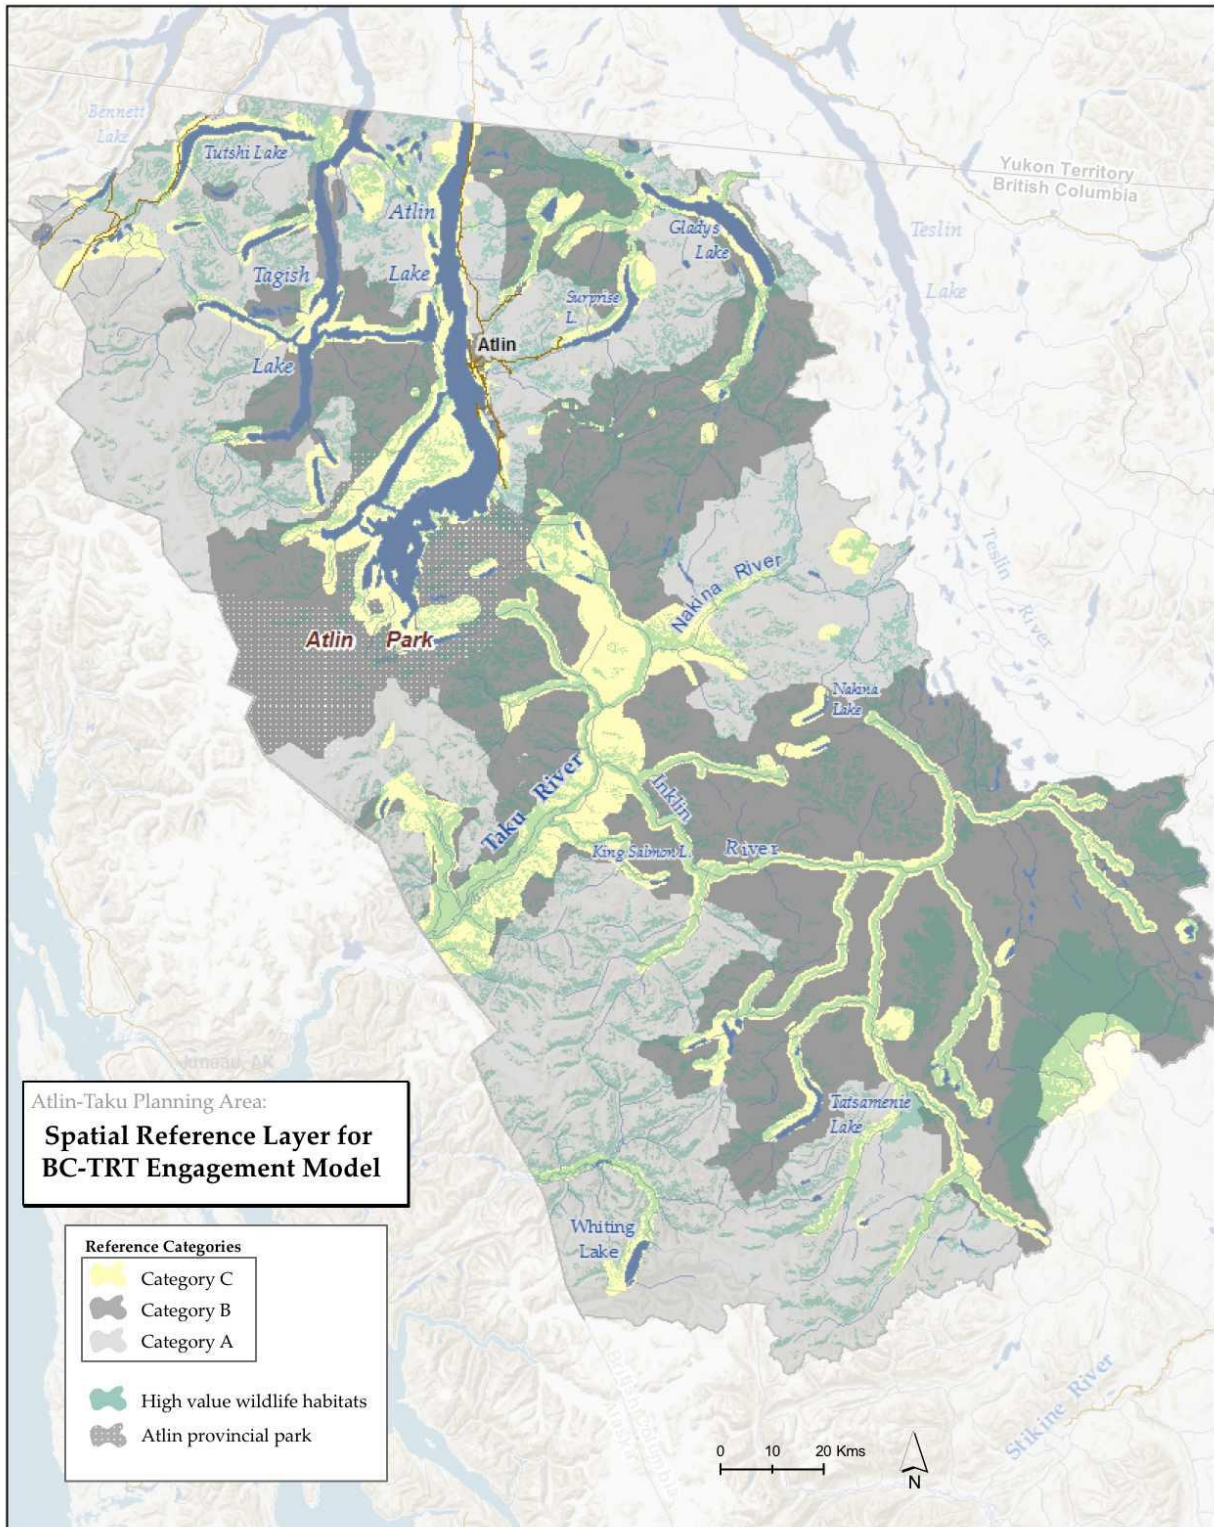 Bennett
Lake
Tutshi Lake
Yukon Territory
British Columbia
Atlin
Lake
Gladys
Lake
Teslin
Lake
Tagish
Lake
Surprise
L.
Atlin
Teslin
River
Nakina River
Atlin Park
Nakina
Lake
Taku River
Inklin
River
King Salmon L.
Juneau, AK
Tatsamenie
Lake
Whiting
Lake
Stikine River
Atlin-Taku Planning Area:
Spatial Reference Layer for
BC-TRT Engagement Model
Reference Categories
Category C
Category B
Category A
High value wildlife habitats
Atlin provincial park
0 10 20 Kms
N